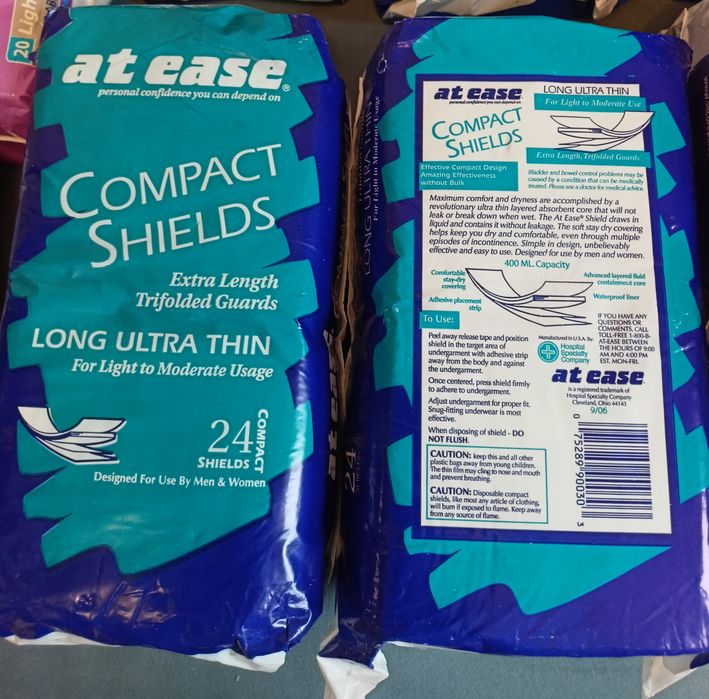 20 Ligh
at ease®
personal confidence you can depend on
COMPACT
SHIELDS
Extra Length
Trifolded Guards
LONG ULTRA THIN
For Light to Moderate Usage
24 COMPACT
SHIELDS
Designed For Use By Men & Women
LONG ULTRA THIN
For Light to Moderate Usage
24
at ease
personal confidence you can depend on
LONG ULTRA THIN
For Light to Moderate Use
COMPACT
SHIELDS
Extra Length, Trifolded Guards
Effective Compact Design
Amazing Effectiveness
without Bulk
Bladder and bowel control problems may be
caused by a condition that can be medically
treated. Please see a doctor for medical advice.
Maximum comfort and dryness are accomplished by a
revolutionary ultra thin layered absorbent core that will not
leak or break down when wet. The At Ease® Shield draws in
liquid and contains it without leakage. The soft stay dry covering
helps keep you dry and comfortable, even through multiple
episodes of incontinence. Simple in design, unbelievably
effective and easy to use. Designed for use by men and women.
400 ML. Capacity
Comfortable
stay-dry
covering
Adhesive placement
strip
Advanced layered fluid
containment core
Waterproof liner
To Use:
Peel away release tape and position
shield in the target area of
undergarment with adhesive strip
away from the body and against
the undergarment.
Once centered, press shield firmly
to adhere to undergarment.
Adjust undergarment for proper fit.
Snug-fitting underwear is most
effective.
When disposing of shield - DO
NOT FLUSH.
CAUTION: keep this and all other
plastic bags away from young children.
The thin film may cling to nose and mouth
and prevent breathing.
CAUTION: Disposable compact
shields, like most any article of clothing,
will burn if exposed to flame. Keep away
from any source of flame.
Manufactured in U.S.A. By:
Hospital
Specialty
Company
IF YOU HAVE ANY
QUESTIONS OR
COMMENTS, CALL
TOLL-FREE 1-800-8-
AT-EASE BETWEEN
THE HOURS OF 9:00
AM AND 4:00 PM
EST. MON-FRI.
at ease
is a registered trademark of
Hospital Specialty Company
Cleveland, Ohio 44143
9/06
0 75289 90030 3